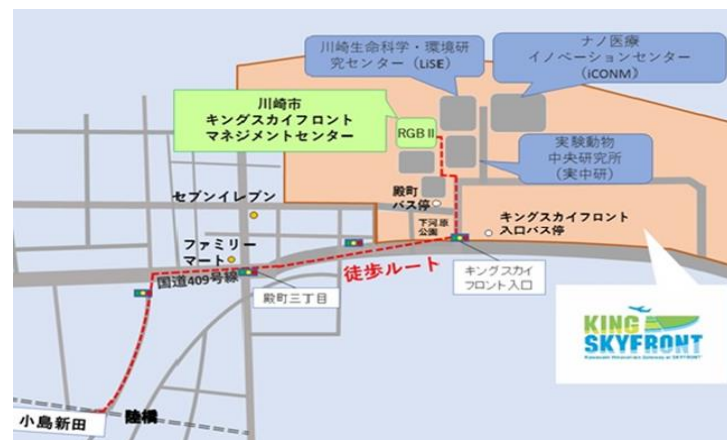 川崎生命科学・環境研
究センター（LiSE）
ナノ医療
イノベーションセンター
（iCONM）
川崎市
キングスカイフロント
マネジメントセンター
RGBⅡ
実験動物
中央研究所
（実中研）
殿町
バス停
セブンイレブン
下河原
公園
キングスカイフロント
入口バス停
ファミリー
マート
国道409号線
徒歩ルート
殿町三丁目
キングスカイ
フロント入口
KING
SKYFRONT
小島新田
陸橋